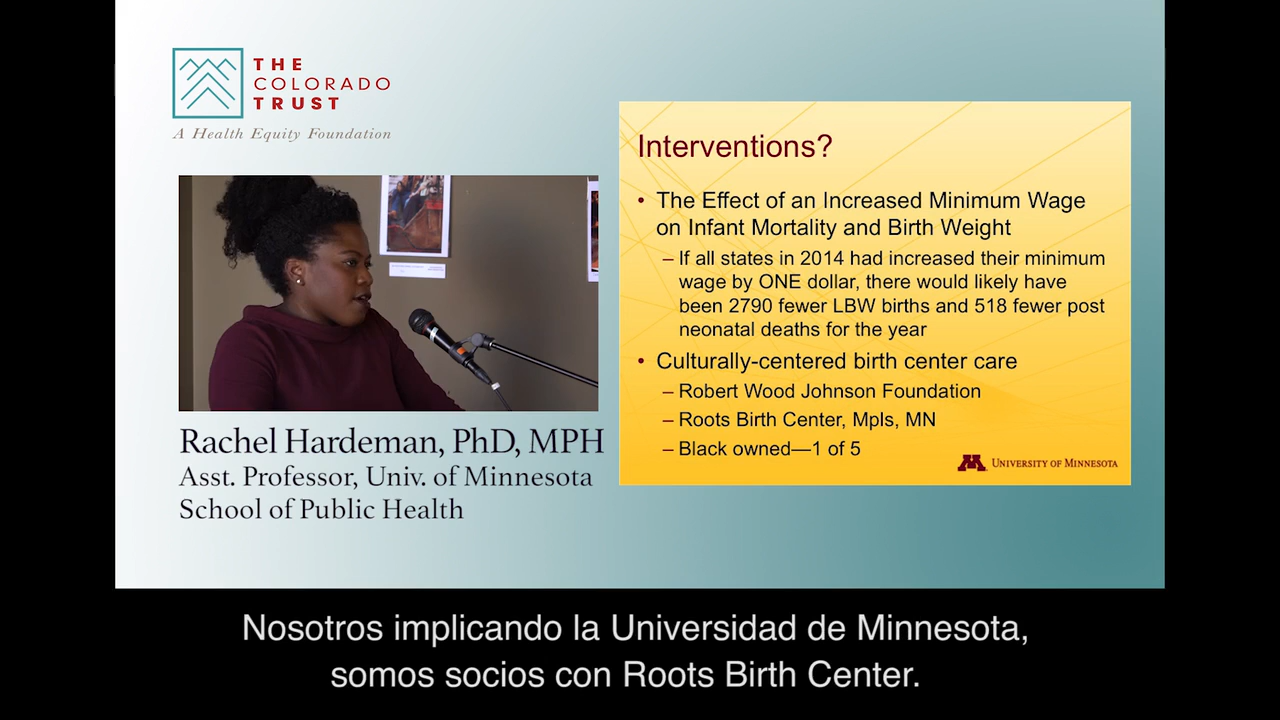 THE
COLORADO
TRUST
A Health Equity Foundation
Rachel Hardeman, PhD, MPH
Asst. Professor, Univ. of Minnesota
School of Public Health
Interventions?
• The Effect of an Increased Minimum Wage
on Infant Mortality and Birth Weight
– If all states in 2014 had increased their minimum
wage by ONE dollar, there would likely have
been 2790 fewer LBW births and 518 fewer post
neonatal deaths for the year
• Culturally-centered birth center care
– Robert Wood Johnson Foundation
– Roots Birth Center, Mpls, MN
– Black owned—1 of 5
M UNIVERSITY OF MINNESOTA
Nosotros implicando la Universidad de Minnesota,
somos socios con Roots Birth Center.